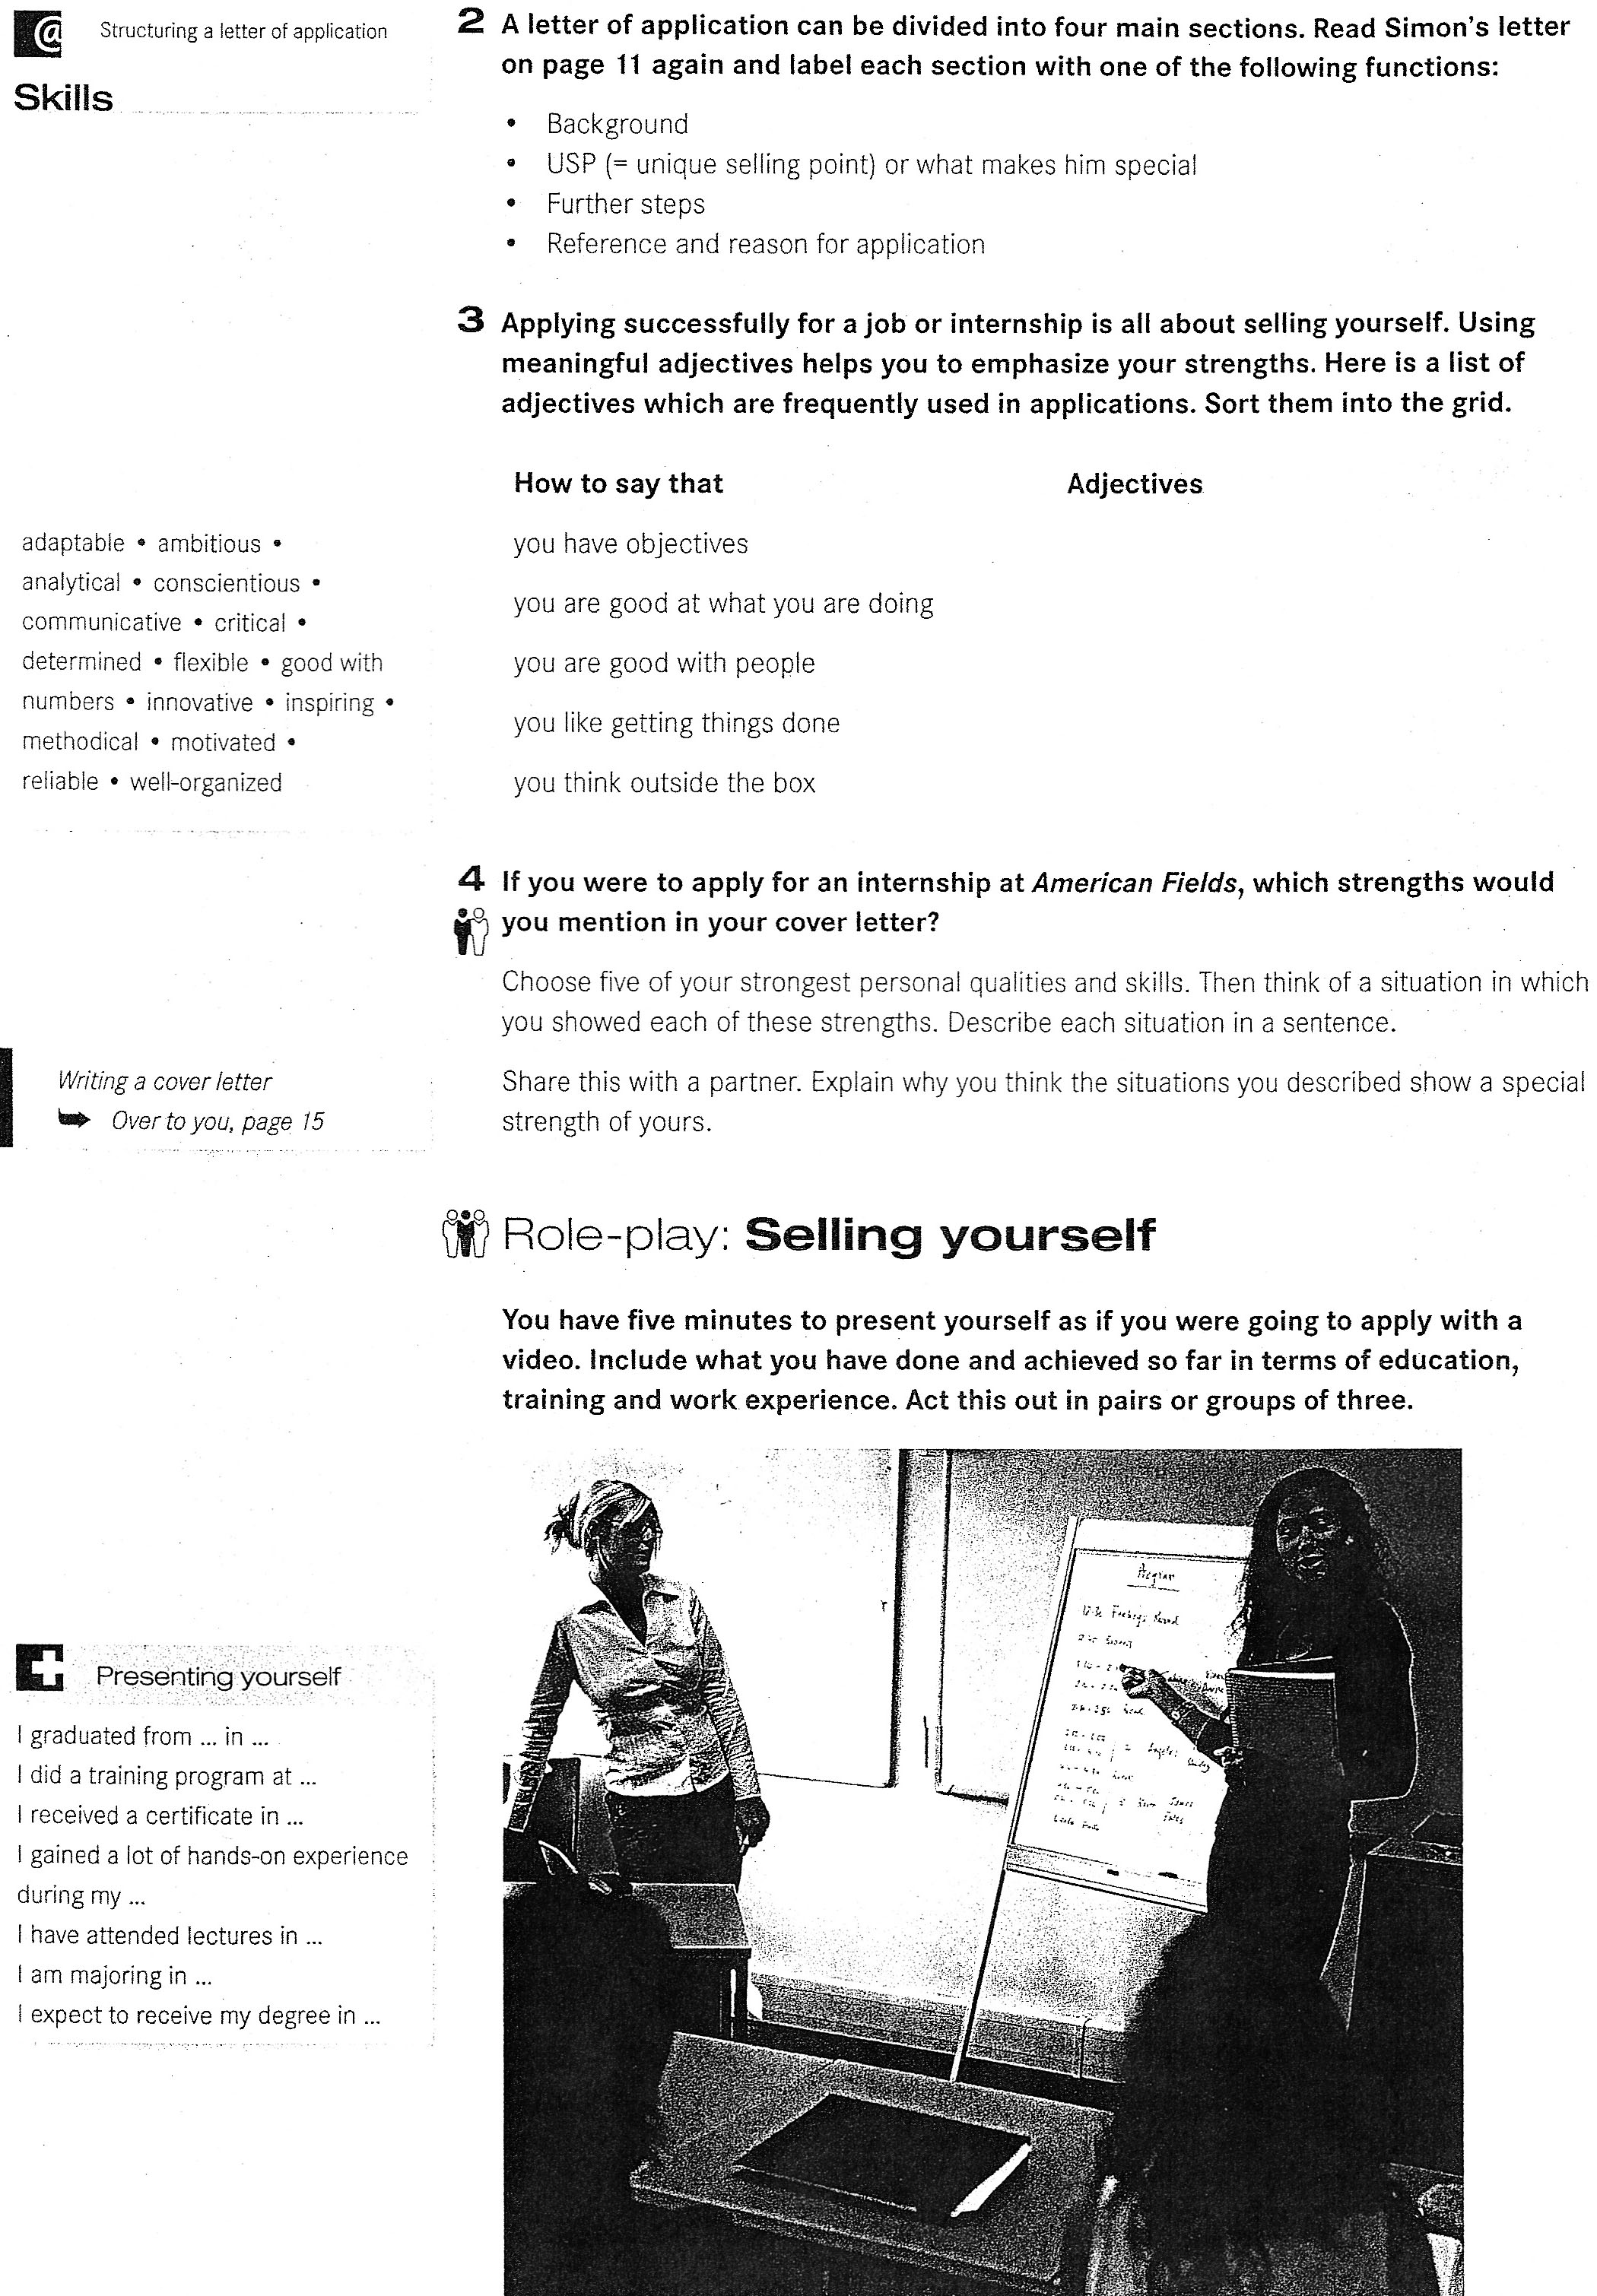 @ Structuring a letter of application
Skills
2 A letter of application can be divided into four main sections. Read Simon's letter
on page 11 again and label each section with one of the following functions:
• Background
• USP (= unique selling point) or what makes him special
• Further steps
• Reference and reason for application
3 Applying successfully for a job or internship is all about selling yourself. Using
meaningful adjectives helps you to emphasize your strengths. Here is a list of
adjectives which are frequently used in applications. Sort them into the grid.
adaptable • ambitious •
analytical • conscientious •
communicative • critical •
determined • flexible • good with
numbers • innovative • inspiring •
methodical • motivated •
reliable • well-organized
How to say that Adjectives
you have objectives
you are good at what you are doing
you are good with people
you like getting things done
you think outside the box
4 If you were to apply for an internship at American Fields, which strengths would
you mention in your cover letter?
Choose five of your strongest personal qualities and skills. Then think of a situation in which
you showed each of these strengths. Describe each situation in a sentence.
Writing a cover letter
Over to you, page 15
Share this with a partner. Explain why you think the situations you described show a special
strength of yours.
Role-play: Selling yourself
You have five minutes to present yourself as if you were going to apply with a
video. Include what you have done and achieved so far in terms of education,
training and work experience. Act this out in pairs or groups of three.
Presenting yourself
I graduated from ... in ...
I did a training program at ...
I received a certificate in ...
I gained a lot of hands-on experience
during my ...
I have attended lectures in ...
I am majoring in ...
I expect to receive my degree in ...